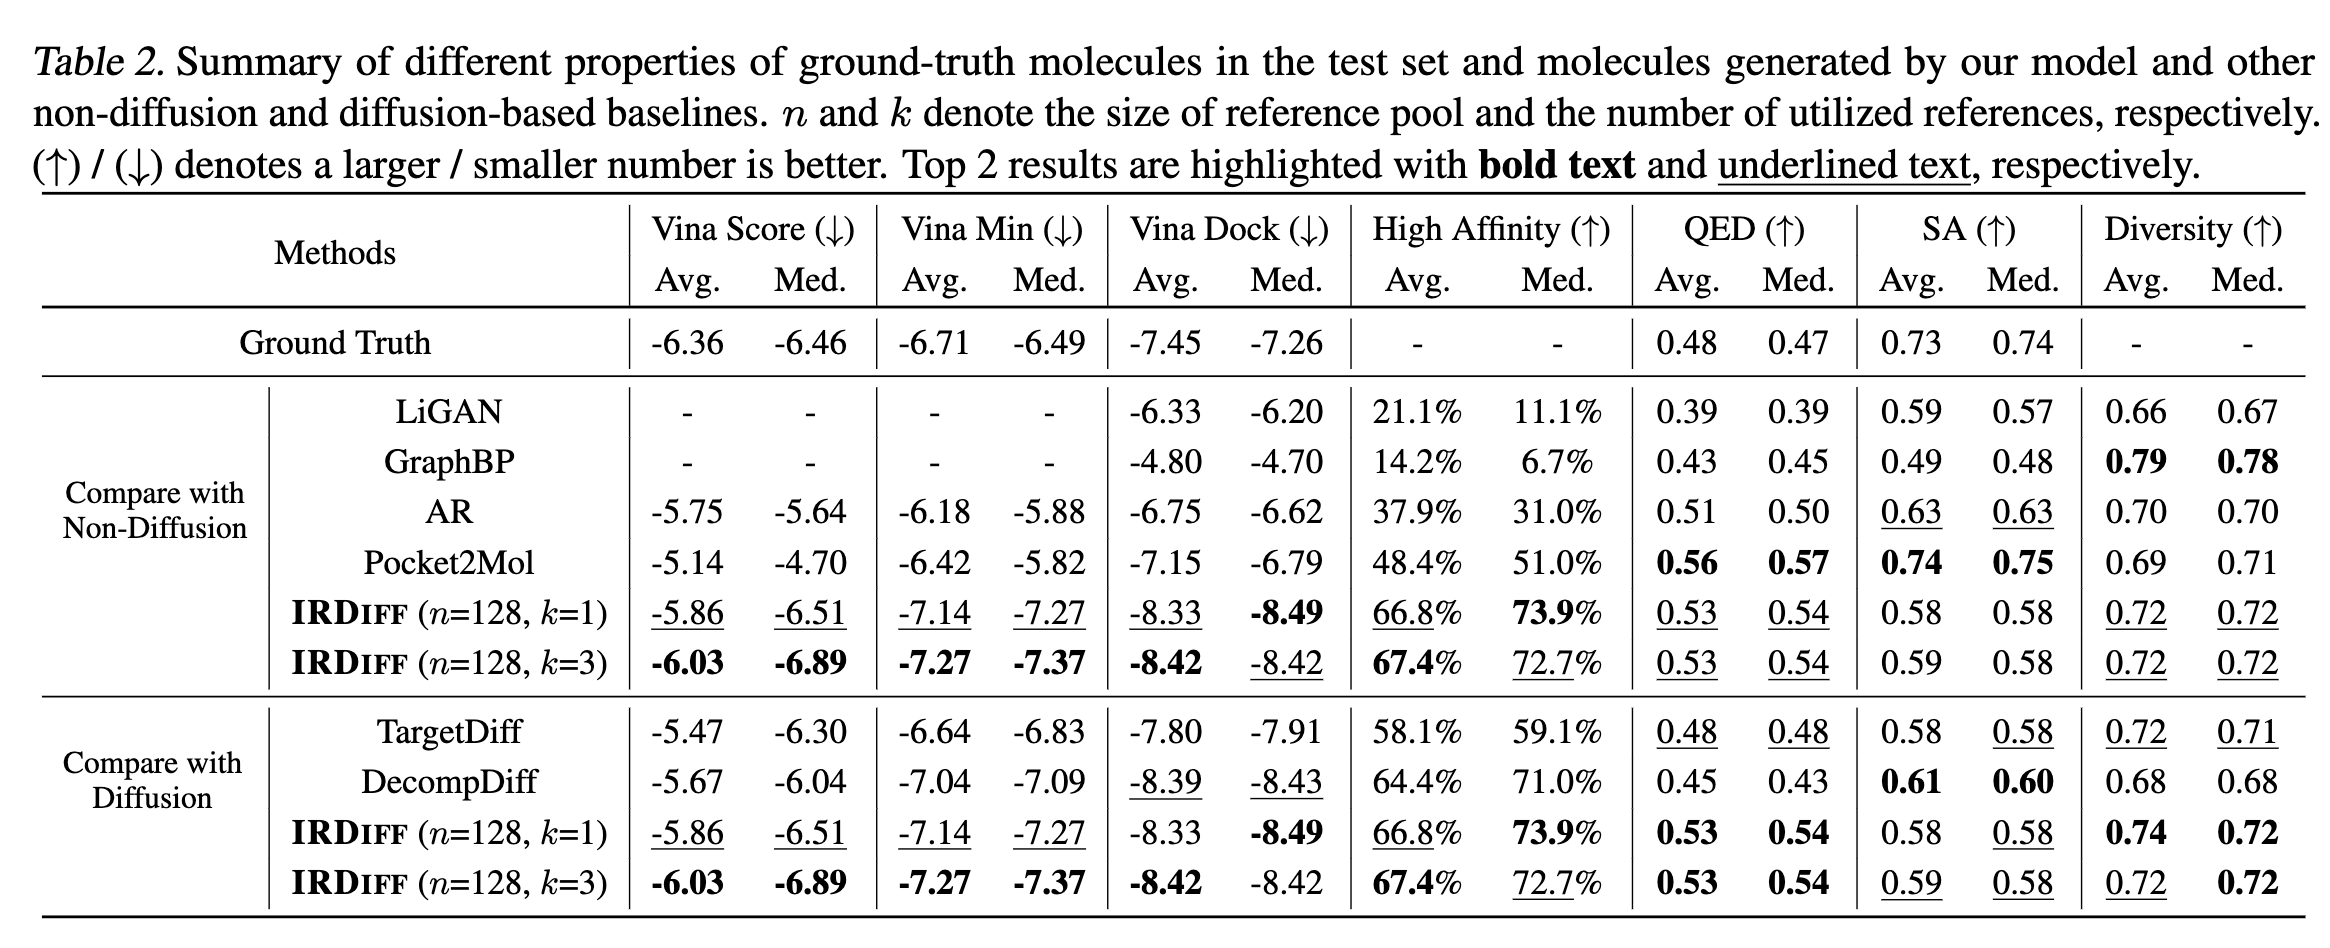 Table 2. Summary of different properties of ground-truth molecules in the test set and molecules generated by our model and other
non-diffusion and diffusion-based baselines. n and k denote the size of reference pool and the number of utilized references, respectively.
(↑) / (↓) denotes a larger / smaller number is better. Top 2 results are highlighted with bold text and underlined text, respectively.
Methods Vina Score (↓) Vina Min (↓) Vina Dock (↓) High Affinity (↑) QED (↑) SA (↑) Diversity (↑)
Avg. Med. Avg. Med. Avg. Med. Avg. Med. Avg. Med. Avg. Med. Avg. Med.
Ground Truth -6.36 -6.46 -6.71 -6.49 -7.45 -7.26 - - 0.48 0.47 0.73 0.74 - -
Compare with
Non-Diffusion
LiGAN - - - - -6.33 -6.20 21.1% 11.1% 0.39 0.39 0.59 0.57 0.66 0.67
GraphBP - - - - -4.80 -4.70 14.2% 6.7% 0.43 0.45 0.49 0.48 0.79 0.78
AR -5.75 -5.64 -6.18 -5.88 -6.75 -6.62 37.9% 31.0% 0.51 0.50 0.63 0.63 0.70 0.70
Pocket2Mol -5.14 -4.70 -6.42 -5.82 -7.15 -6.79 48.4% 51.0% 0.56 0.57 0.74 0.75 0.69 0.71
IRDIFF (n=128, k=1) -5.86 -6.51 -7.14 -7.27 -8.33 -8.49 66.8% 73.9% 0.53 0.54 0.58 0.58 0.72 0.72
IRDIFF (n=128, k=3) -6.03 -6.89 -7.27 -7.37 -8.42 -8.42 67.4% 72.7% 0.53 0.54 0.59 0.58 0.72 0.72
Compare with
Diffusion
TargetDiff -5.47 -6.30 -6.64 -6.83 -7.80 -7.91 58.1% 59.1% 0.48 0.48 0.58 0.58 0.72 0.71
DecompDiff -5.67 -6.04 -7.04 -7.09 -8.39 -8.43 64.4% 71.0% 0.45 0.43 0.61 0.60 0.68 0.68
IRDIFF (n=128, k=1) -5.86 -6.51 -7.14 -7.27 -8.33 -8.49 66.8% 73.9% 0.53 0.54 0.58 0.58 0.74 0.72
IRDIFF (n=128, k=3) -6.03 -6.89 -7.27 -7.37 -8.42 -8.42 67.4% 72.7% 0.53 0.54 0.59 0.58 0.72 0.72